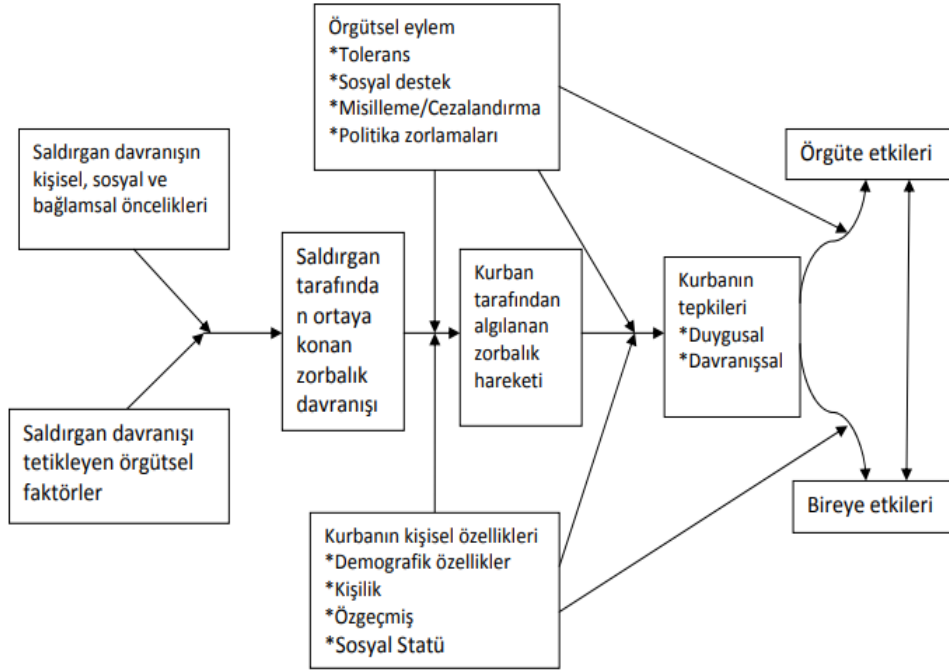 Örgütsel eylem
*Tolerans
*Sosyal destek
*Misilleme/Cezalandırma
*Politika zorlamaları
Saldırgan davranışın
kişisel, sosyal ve
bağlamsal öncelikleri
Örgüte etkileri
Saldırgan
tarafında
n ortaya
konan
zorbalık
davranışı
Kurban
tarafından
algılanan
zorbalık
hareketi
Kurbanın
tepkileri
*Duygusal
*Davranışsal
Saldırgan davranışı
tetikleyen örgütsel
faktörler
Bireye etkileri
Kurbanın kişisel özellikleri
*Demografik özellikler
*Kişilik
*Özgeçmiş
*Sosyal Statü